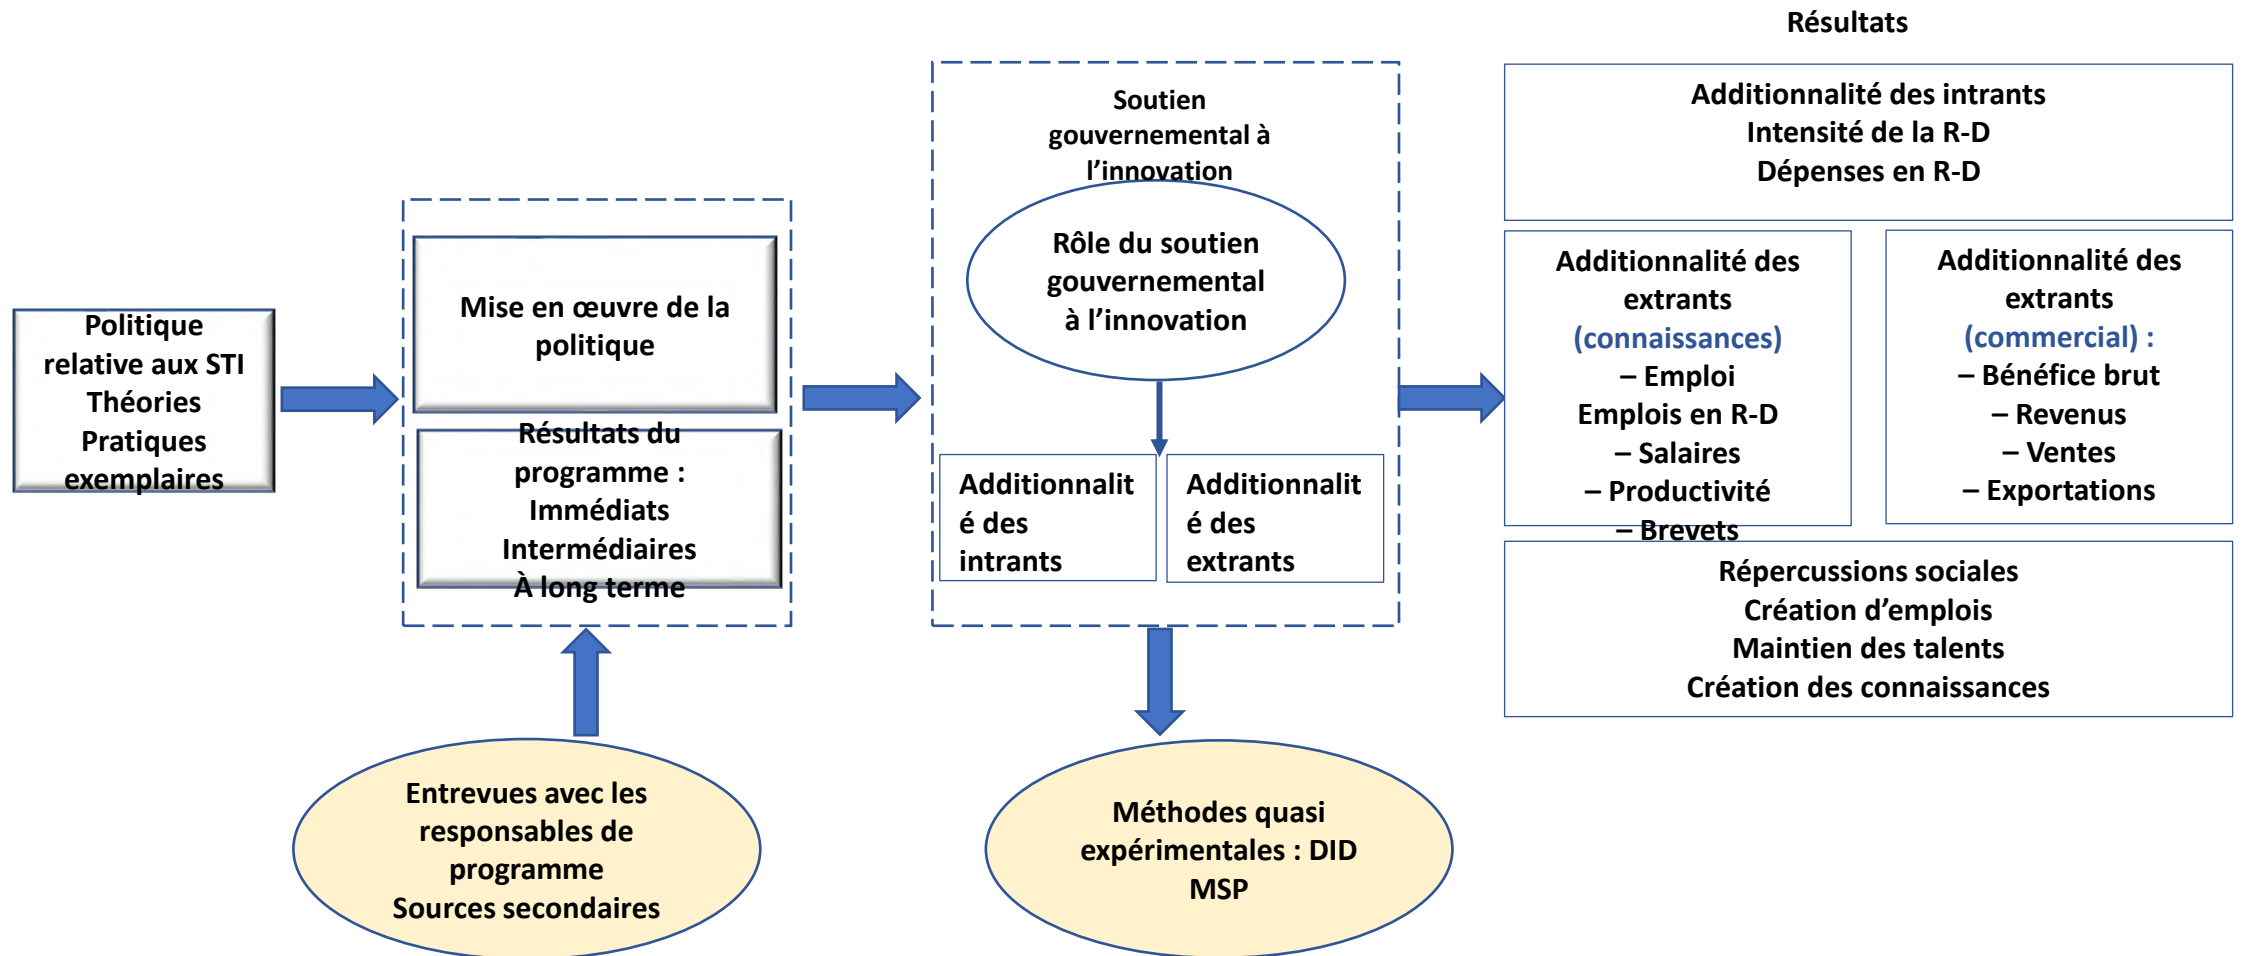 Politique
relative aux STI
Théories
Pratiques
exemplaires
Mise en œuvre de la
politique
Résultats du
programme :
Immédiats
Intermédiaires
À long terme
Entrevues avec les
responsables de
programme
Sources secondaires
Soutien
gouvernemental à
l’innovation
Rôle du soutien
gouvernemental
à l’innovation
Additionnalit
é des
intrants
Additionnalit
é des
extrants
Méthodes quasi
expérimentales : DID
MSP
Résultats
Additionnalité des intrants
Intensité de la R-D
Dépenses en R-D
Additionnalité des
extrants
(connaissances)
– Emploi
Emplois en R-D
– Salaires
– Productivité
– Brevets
Additionnalité des
extrants
(commercial) :
– Bénéfice brut
– Revenus
– Ventes
– Exportations
Répercussions sociales
Création d’emplois
Maintien des talents
Création des connaissances